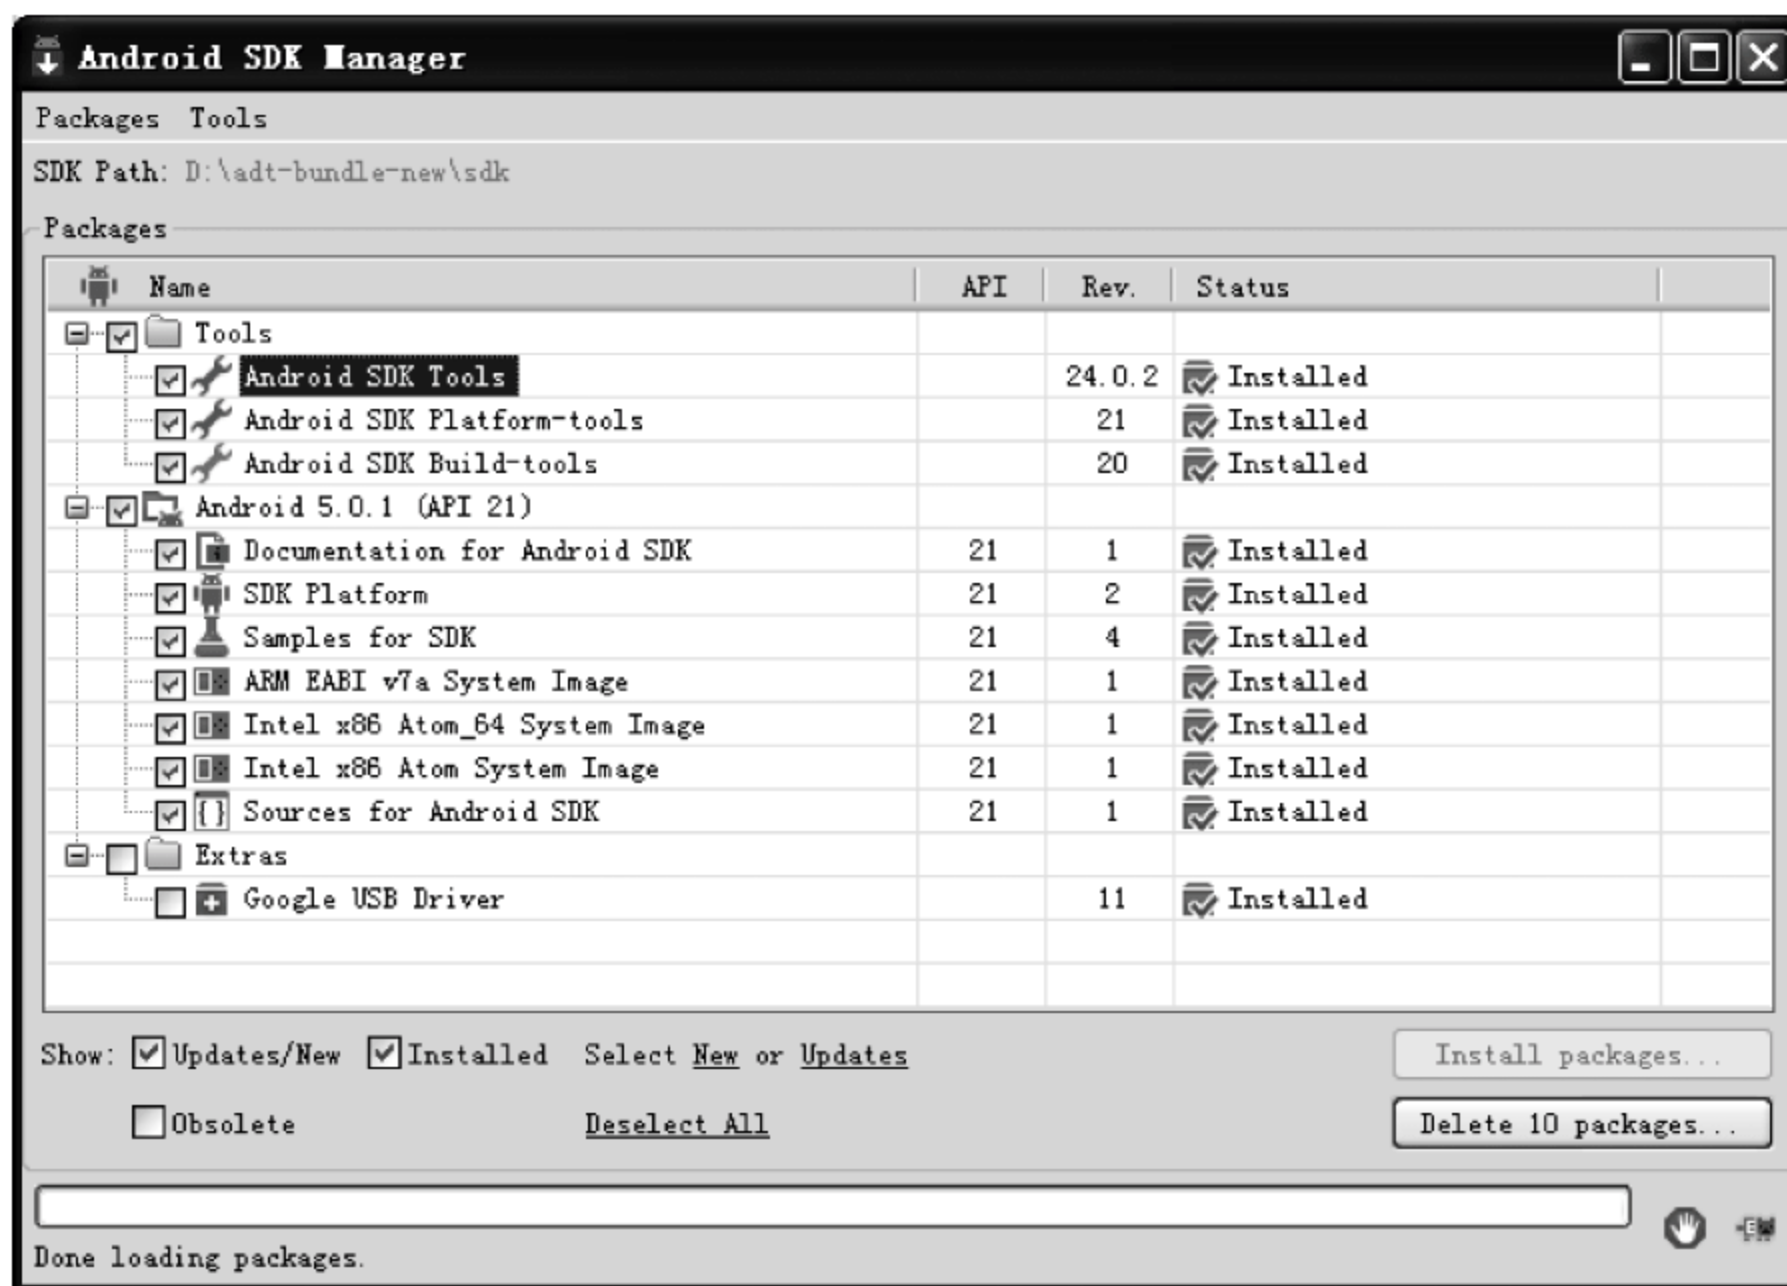 Android SDK Manager
Packages Tools
SDK Path: D:\adt-bundle-new\sdk
Packages
Name API Rev. Status
Tools
Android SDK Tools 24.0.2 Installed
Android SDK Platform-tools 21 Installed
Android SDK Build-tools 20 Installed
Android 5.0.1 (API 21)
Documentation for Android SDK 21 1 Installed
SDK Platform 21 2 Installed
Samples for SDK 21 4 Installed
ARM EABI v7a System Image 21 1 Installed
Intel x86 Atom_64 System Image 21 1 Installed
Intel x86 Atom System Image 21 1 Installed
Sources for Android SDK 21 1 Installed
Extras
Google USB Driver 11 Installed
Show: Updates/New Installed Select New or Updates Install packages...
Obsolete Deselect All Delete 10 packages...
Done loading packages.